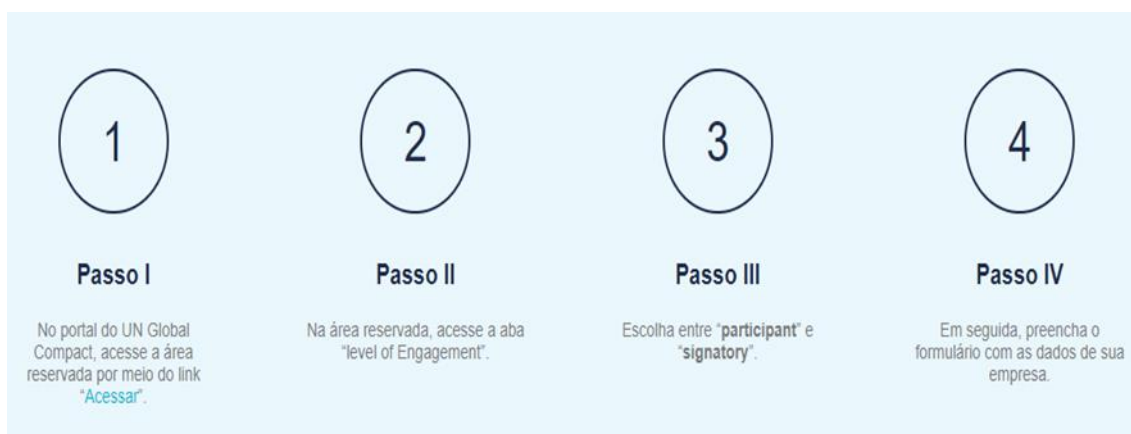 1
Passo I
No portal do UN Global
Compact, acesse a área
reservada por meio do link
“Acessar”.
2
Passo II
Na área reservada, acesse a aba
“level of Engagement”.
3
Passo III
Escolha entre “participant” e
“signatory”.
4
Passo IV
Em seguida, preencha o
formulário com as dados de sua
empresa.